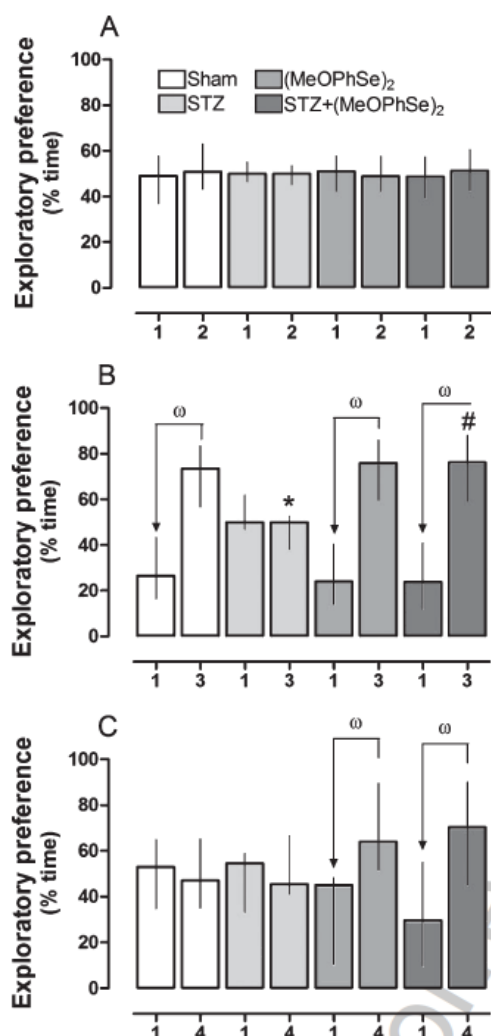 A
Exploratory preference
(% time)
100
80
60
40
20
0
Sham
(MeOPhSe)2
STZ
STZ+(MeOPhSe)2
1 2 1 2 1 2 1 2
B
Exploratory preference
(% time)
100
80
60
40
20
0
ω
*
ω
ω
#
1 3 1 3 1 3 1 3
C
Exploratory preference
(% time)
100
80
60
40
20
0
ω
ω
1 4 1 4 1 4 1 4